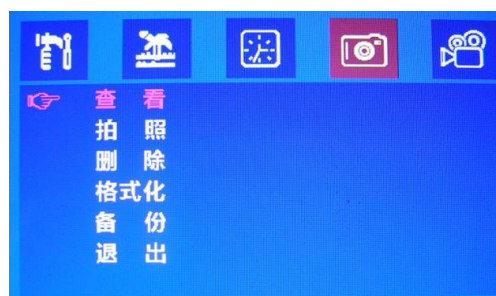 查 看
拍 照
删 除
格式化
备 份
退 出